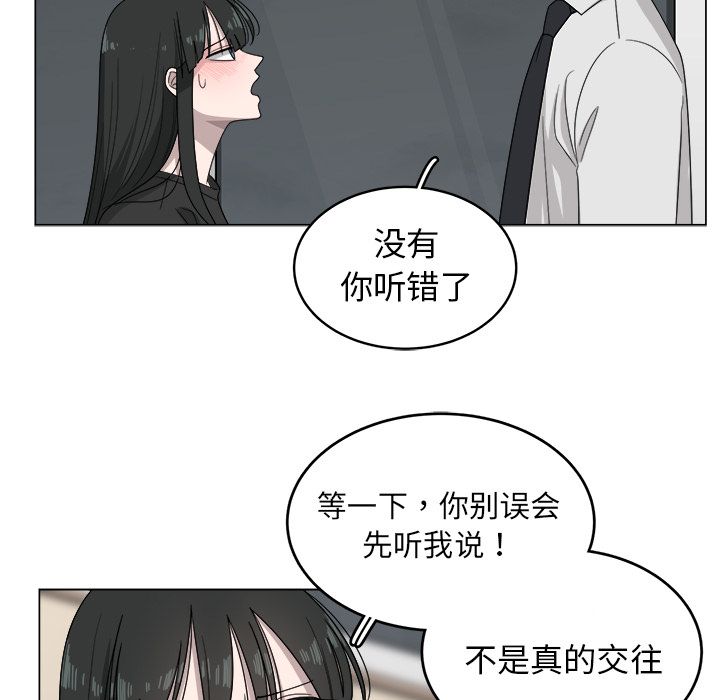 没有
你听错了
等一下，你别误会
先听我说！
不是真的交往